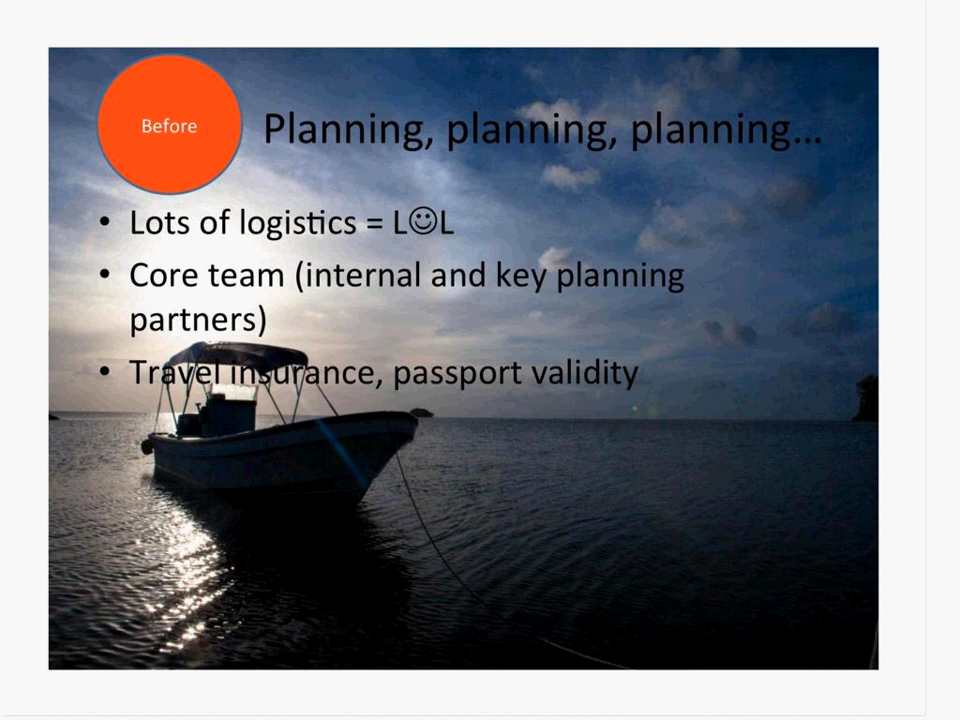 Before
Planning, planning, planning…
• Lots of logistics = L☺L
• Core team (internal and key planning
partners)
• Travel insurance, passport validity